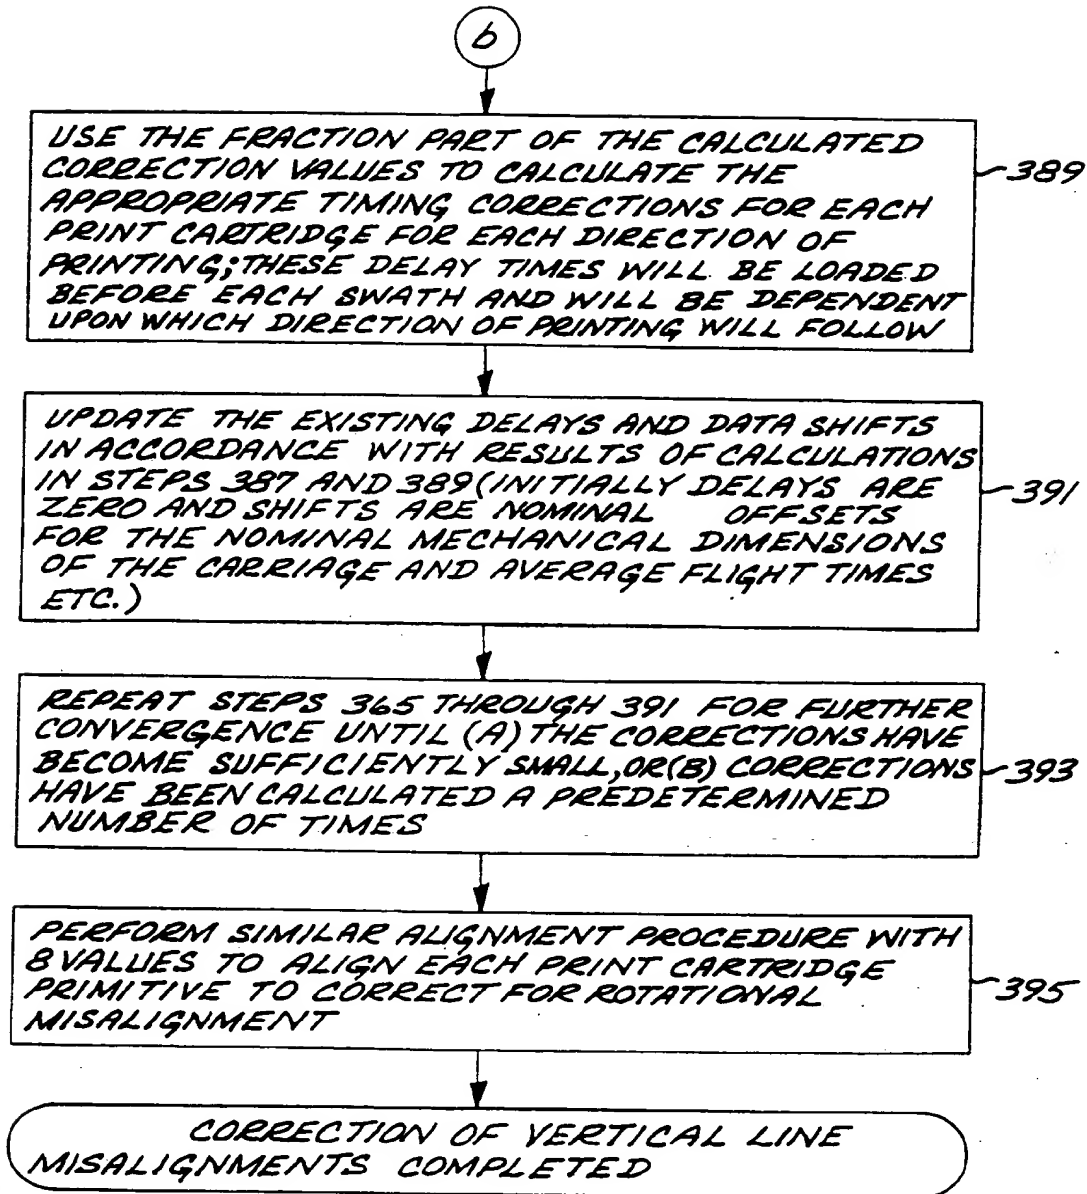 b
USE THE FRACTION PART OF THE CALCULATED
CORRECTION VALUES TO CALCULATE THE
APPROPRIATE TIMING CORRECTIONS FOR EACH
PRINT CARTRIDGE FOR EACH DIRECTION OF
PRINTING; THESE DELAY TIMES WILL BE LOADED
BEFORE EACH SWATH AND WILL BE DEPENDENT
UPON WHICH DIRECTION OF PRINTING WILL FOLLOW
389
UPDATE THE EXISTING DELAYS AND DATA SHIFTS
IN ACCORDANCE WITH RESULTS OF CALCULATIONS
IN STEPS 387 AND 389 (INITIALLY DELAYS ARE
ZERO AND SHIFTS ARE NOMINAL OFFSETS
FOR THE NOMINAL MECHANICAL DIMENSIONS
OF THE CARRIAGE AND AVERAGE FLIGHT TIMES
ETC.)
391
REPEAT STEPS 365 THROUGH 391 FOR FURTHER
CONVERGENCE UNTIL (A) THE CORRECTIONS HAVE
BECOME SUFFICIENTLY SMALL, OR (B) CORRECTIONS
HAVE BEEN CALCULATED A PREDETERMINED
NUMBER OF TIMES
393
PERFORM SIMILAR ALIGNMENT PROCEDURE WITH
8 VALUES TO ALIGN EACH PRINT CARTRIDGE
PRIMITIVE TO CORRECT FOR ROTATIONAL
MISALIGNMENT
395
CORRECTION OF VERTICAL LINE
MISALIGNMENTS COMPLETED